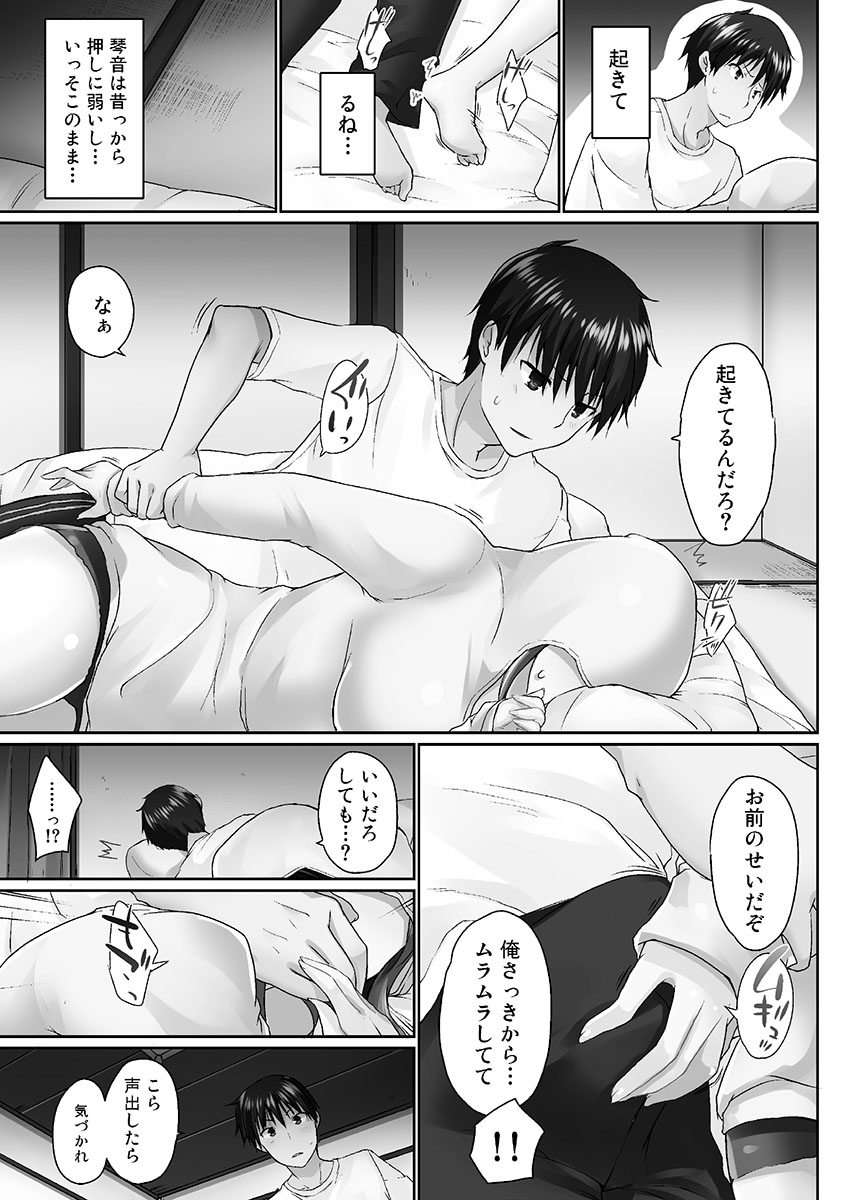 起きて
るね…
琴音は昔っから
押しに弱いし…
いっそこのまま…
起きてるんだろ?
ぐいっ
なぁ
お前のせいだぞ
ムギュッ
俺さっきから…
ムラムラしてて
!!
いいだろ
しても…?
……っ!?
こら
声出したら
気づかれ